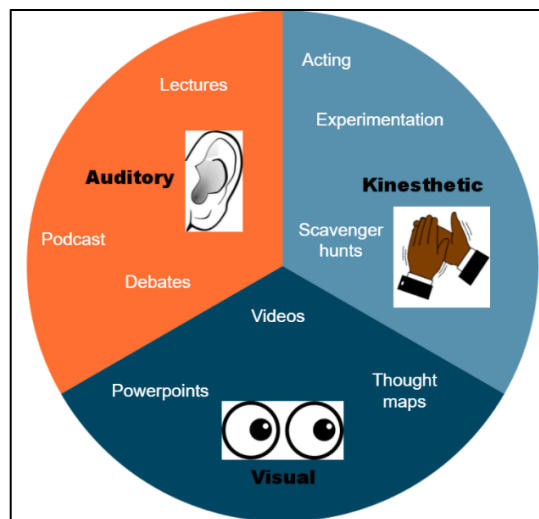 Acting
Lectures
Experimentation
Auditory
Kinesthetic
Scavenger
hunts
Podcast
Debates
Videos
Powerpoints
Thought
maps
Visual